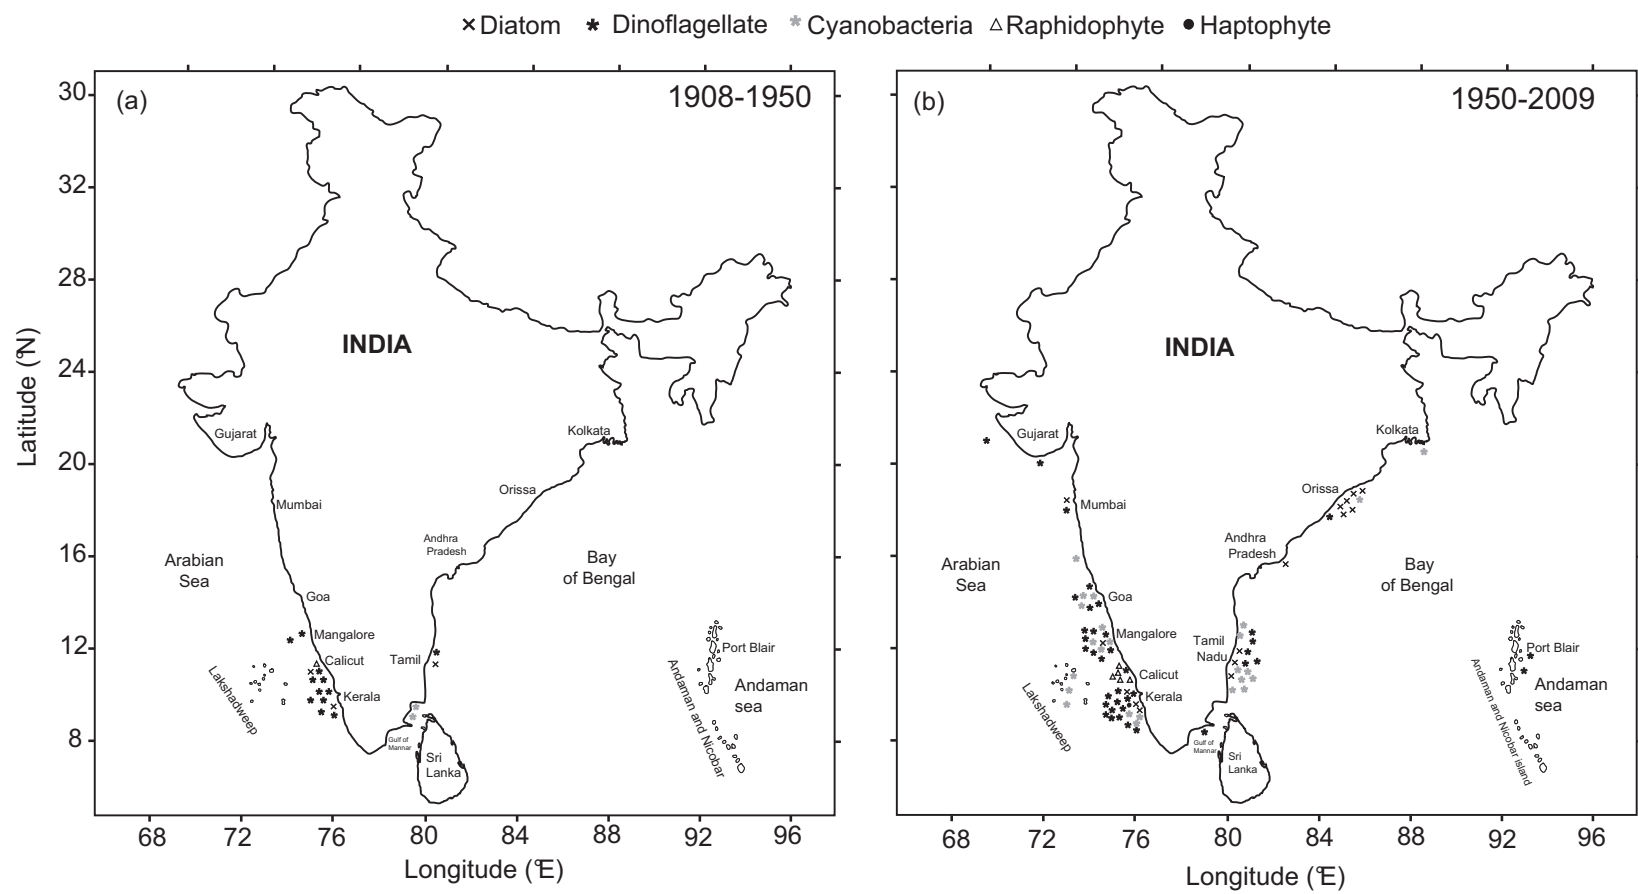 × Diatom * Dinoflagellate * Cyanobacteria △ Raphidophyte ● Haptophyte
(a)
1908-1950
30
32
28
24
20
16
12
8
Latitude (°N)
INDIA
Gujarat
Kolkata
Mumbai
Orissa
Andhra
Pradesh
Arabian
Sea
Bay
of Bengal
Goa
Mangalore
Calicut
Tamil
Kerala
Lakshadweep
Port Blair
Andaman
sea
Andaman and Nicobar
Gulf of
Mannar
Sri
Lanka
68 72 76 80 84 88 92 96
Longitude (°E)
(b)
1950-2009
INDIA
Gujarat
Kolkata
Mumbai
Orissa
Andhra
Pradesh
Arabian
Sea
Bay
of Bengal
Goa
Mangalore
Tamil
Nadu
Calicut
Kerala
Lakshadweep
Port Blair
Andaman
sea
Andaman and Nicobar island
Gulf of
Mannar
Sri
Lanka
68 72 76 80 84 88 92 96
Longitude (°E)